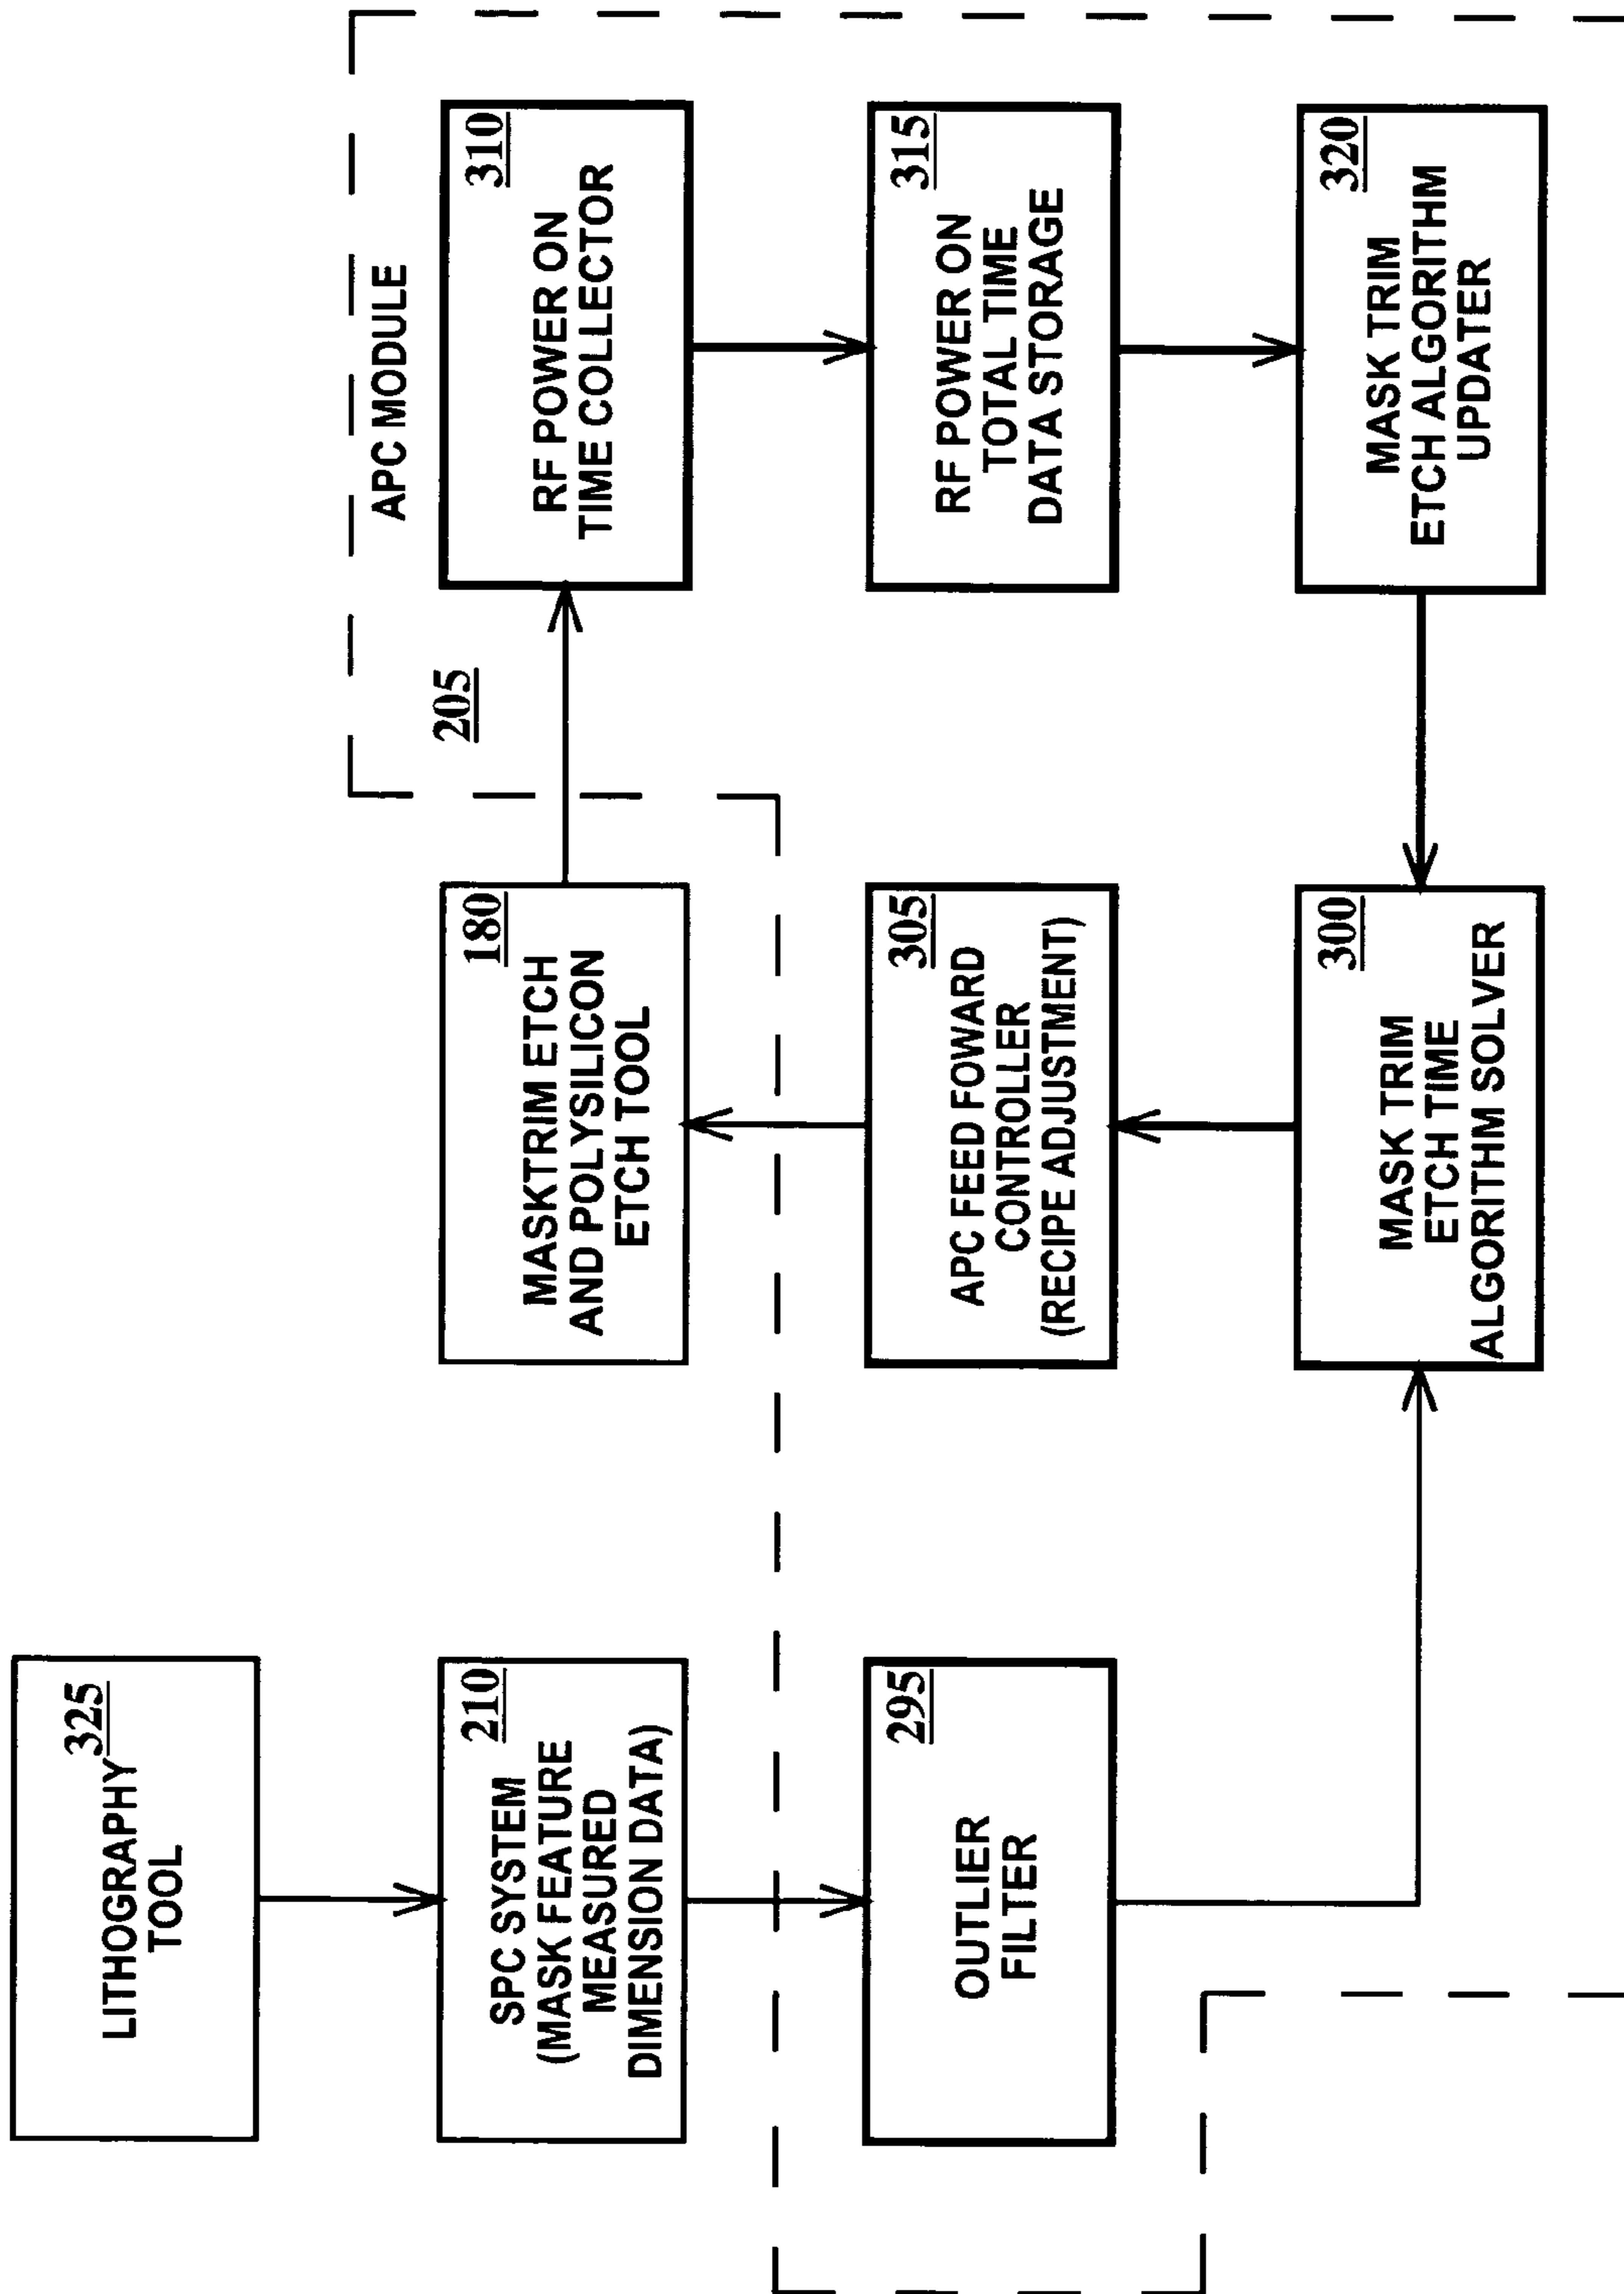 LITHOGRAPHY
TOOL
325
SPC SYSTEM
(MASK FEATURE
MEASURED
DIMENSION DATA)
210
OUTLIER
FILTER
295
MASKTRIM ETCH
AND POLYSILICON
ETCH TOOL
180
APC FEED FOWARD
CONTROLLER
(RECIPE ADJUSTMENT)
305
MASK TRIM
ETCH TIME
ALGORITHM SOLVER
300
205
APC MODULE
RF POWER ON
TIME COLLECTOR
310
RF POWER ON
TOTAL TIME
DATA STORAGE
315
MASK TRIM
ETCH ALGORITHM
UPDATER
320